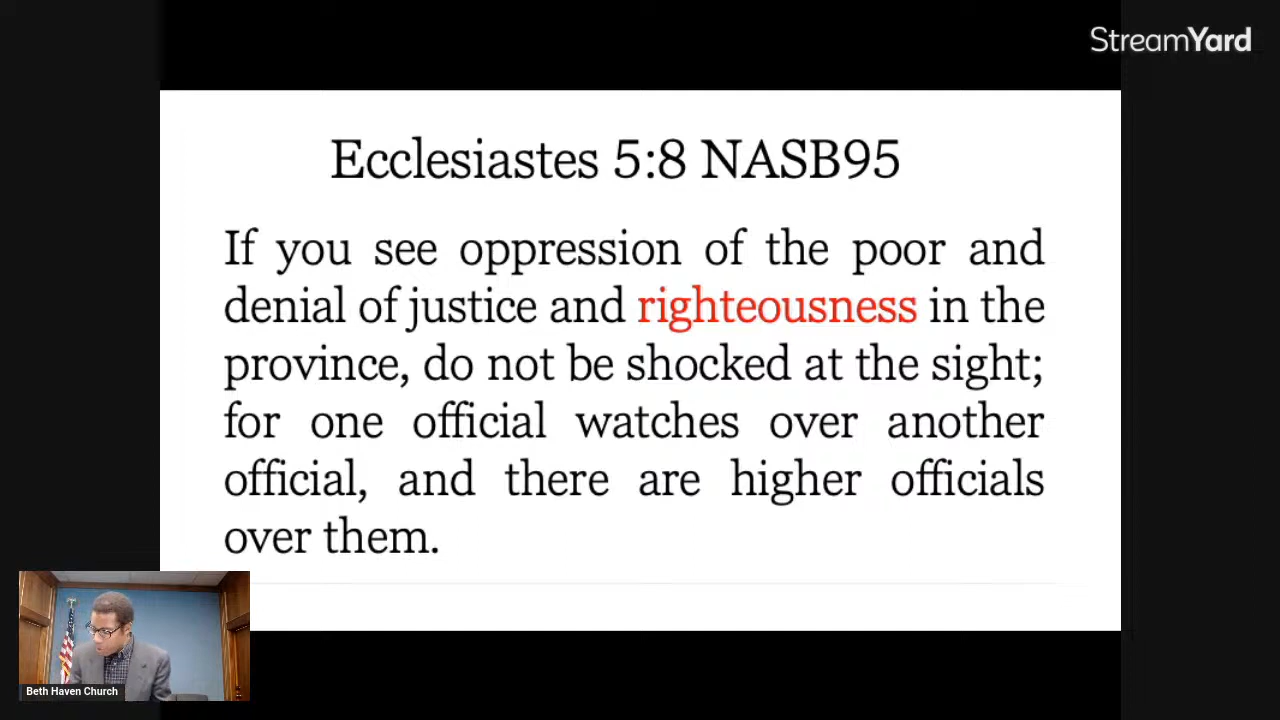 StreamYard
Ecclesiastes 5:8 NASB95
If you see oppression of the poor and
denial of justice and righteousness in the
province, do not be shocked at the sight;
for one official watches over another
official, and there are higher officials
over them.
Beth Haven Church